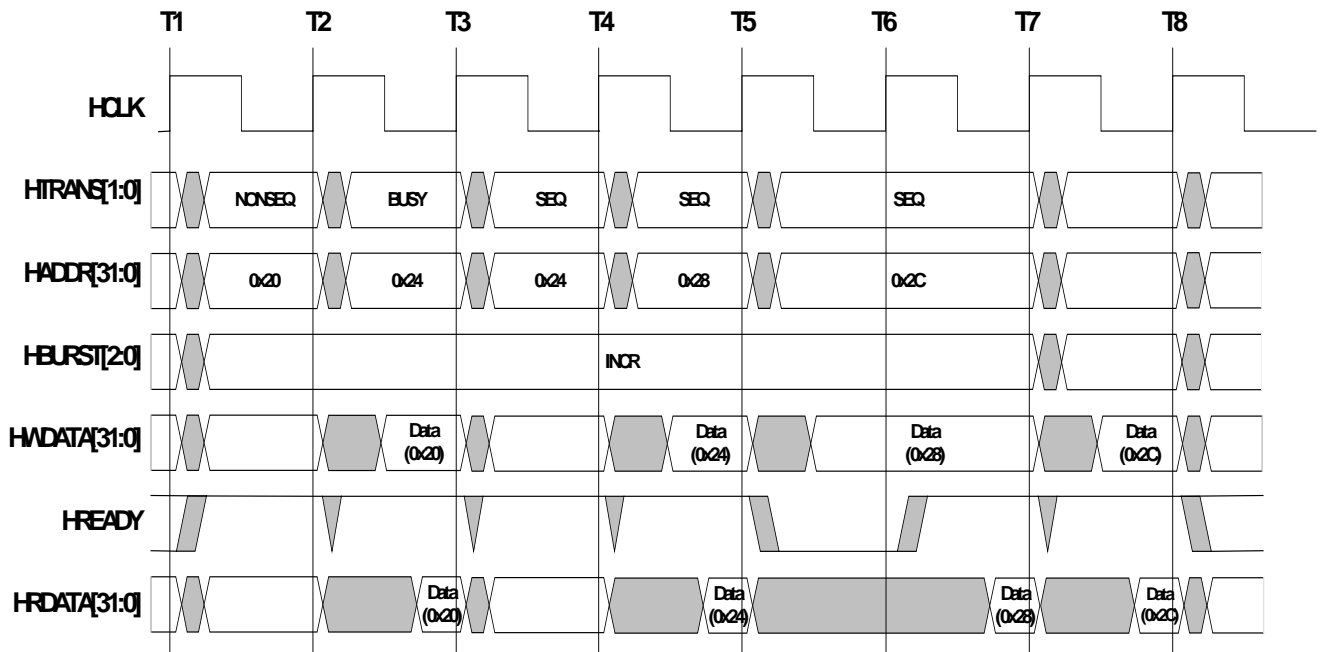 T1 T2 T3 T4 T5 T6 T7 T8
HCLK
HTRANS[1:0] NONSEQ BUSY SEQ SEQ SEQ
HADDR[31:0] 0x20 0x24 0x24 0x28 0x2C
HBURST[2:0] INCR
HWDATA[31:0] Data (0x20) Data (0x24) Data (0x28) Data (0x2C)
HREADY
HRDATA[31:0] Data (0x20) Data (0x24) Data (0x28) Data (0x2C)